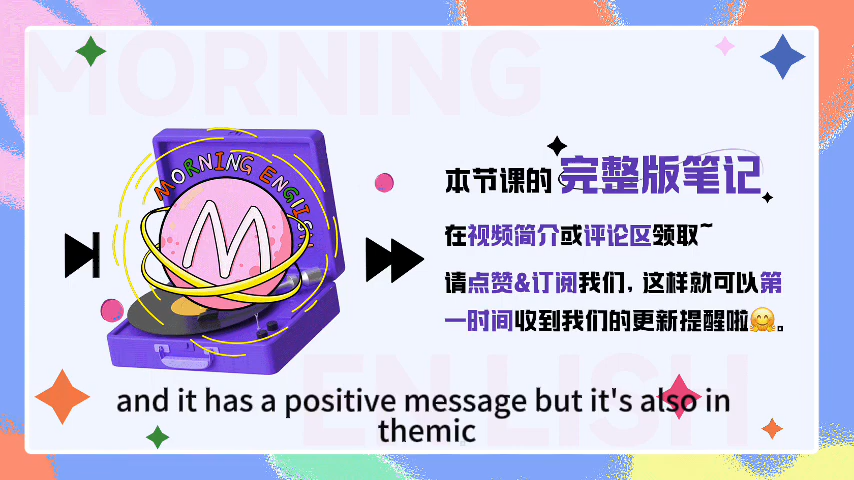 MORNING
MORNING ENGLISH
M
本节课的 完整版笔记
在视频简介或评论区领取~
请点赞&订阅我们, 这样就可以第
一时间收到我们的更新提醒啦🤗。
ENGLISH
and it has a positive message but it's also in
themic